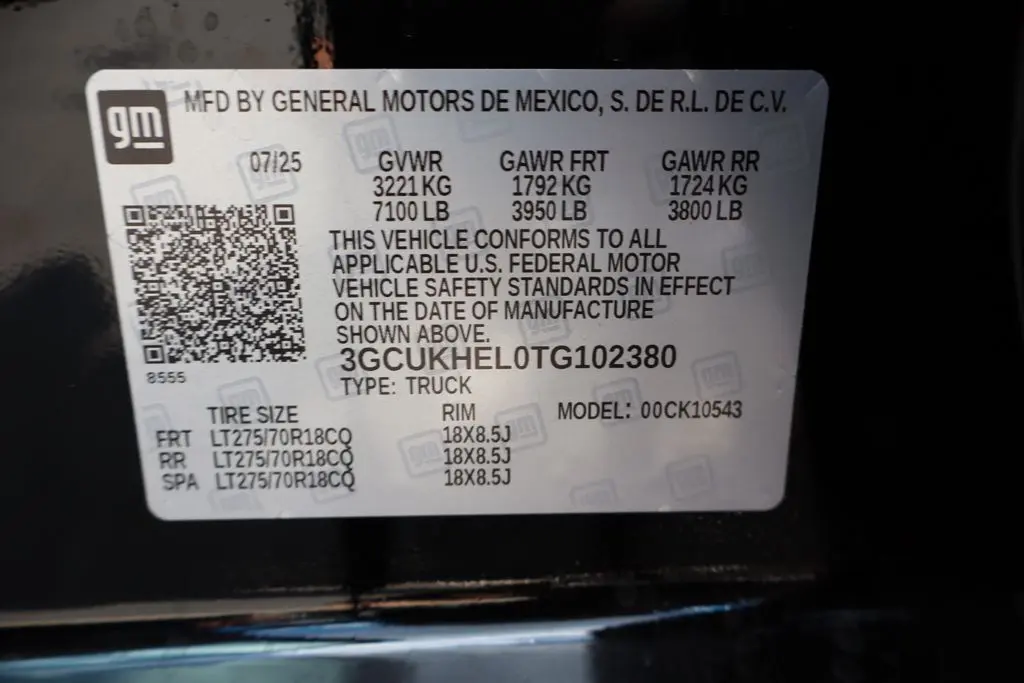 gm
MFD BY GENERAL MOTORS DE MEXICO, S. DE R.L. DE C.V.
07/25 GVWR GAWR FRT GAWR RR
3221 KG 1792 KG 1724 KG
7100 LB 3950 LB 3800 LB
THIS VEHICLE CONFORMS TO ALL
APPLICABLE U.S. FEDERAL MOTOR
VEHICLE SAFETY STANDARDS IN EFFECT
ON THE DATE OF MANUFACTURE
SHOWN ABOVE.
3GCUKHEL0TG102380
8555
TYPE: TRUCK
TIRE SIZE RIM MODEL: 00CK10543
FRT LT275/70R18CQ 18X8.5J
RR LT275/70R18CQ 18X8.5J
SPA LT275/70R18CQ 18X8.5J